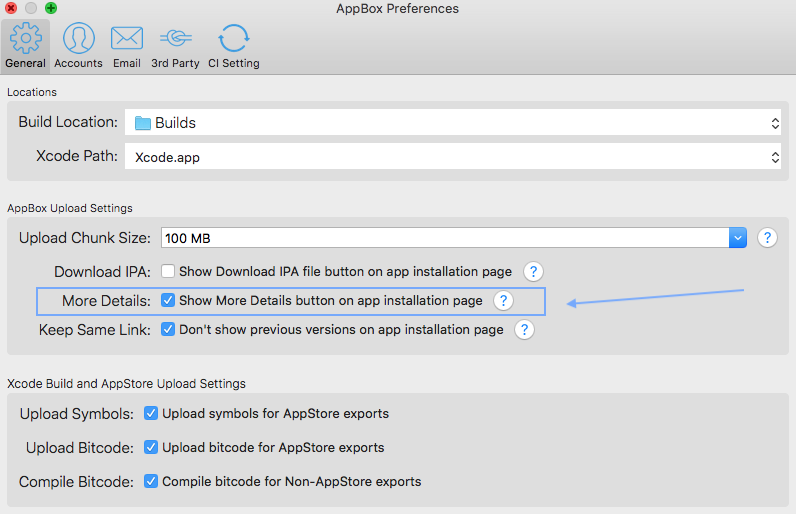 AppBox Preferences
General Accounts Email 3rd Party CI Setting
Locations
Build Location: Builds
Xcode Path: Xcode.app
AppBox Upload Settings
Upload Chunk Size: 100 MB ?
Download IPA: Show Download IPA file button on app installation page ?
More Details: Show More Details button on app installation page ?
Keep Same Link: Don't show previous versions on app installation page ?
Xcode Build and AppStore Upload Settings
Upload Symbols: Upload symbols for AppStore exports
Upload Bitcode: Upload bitcode for AppStore exports
Compile Bitcode: Compile bitcode for Non-AppStore exports